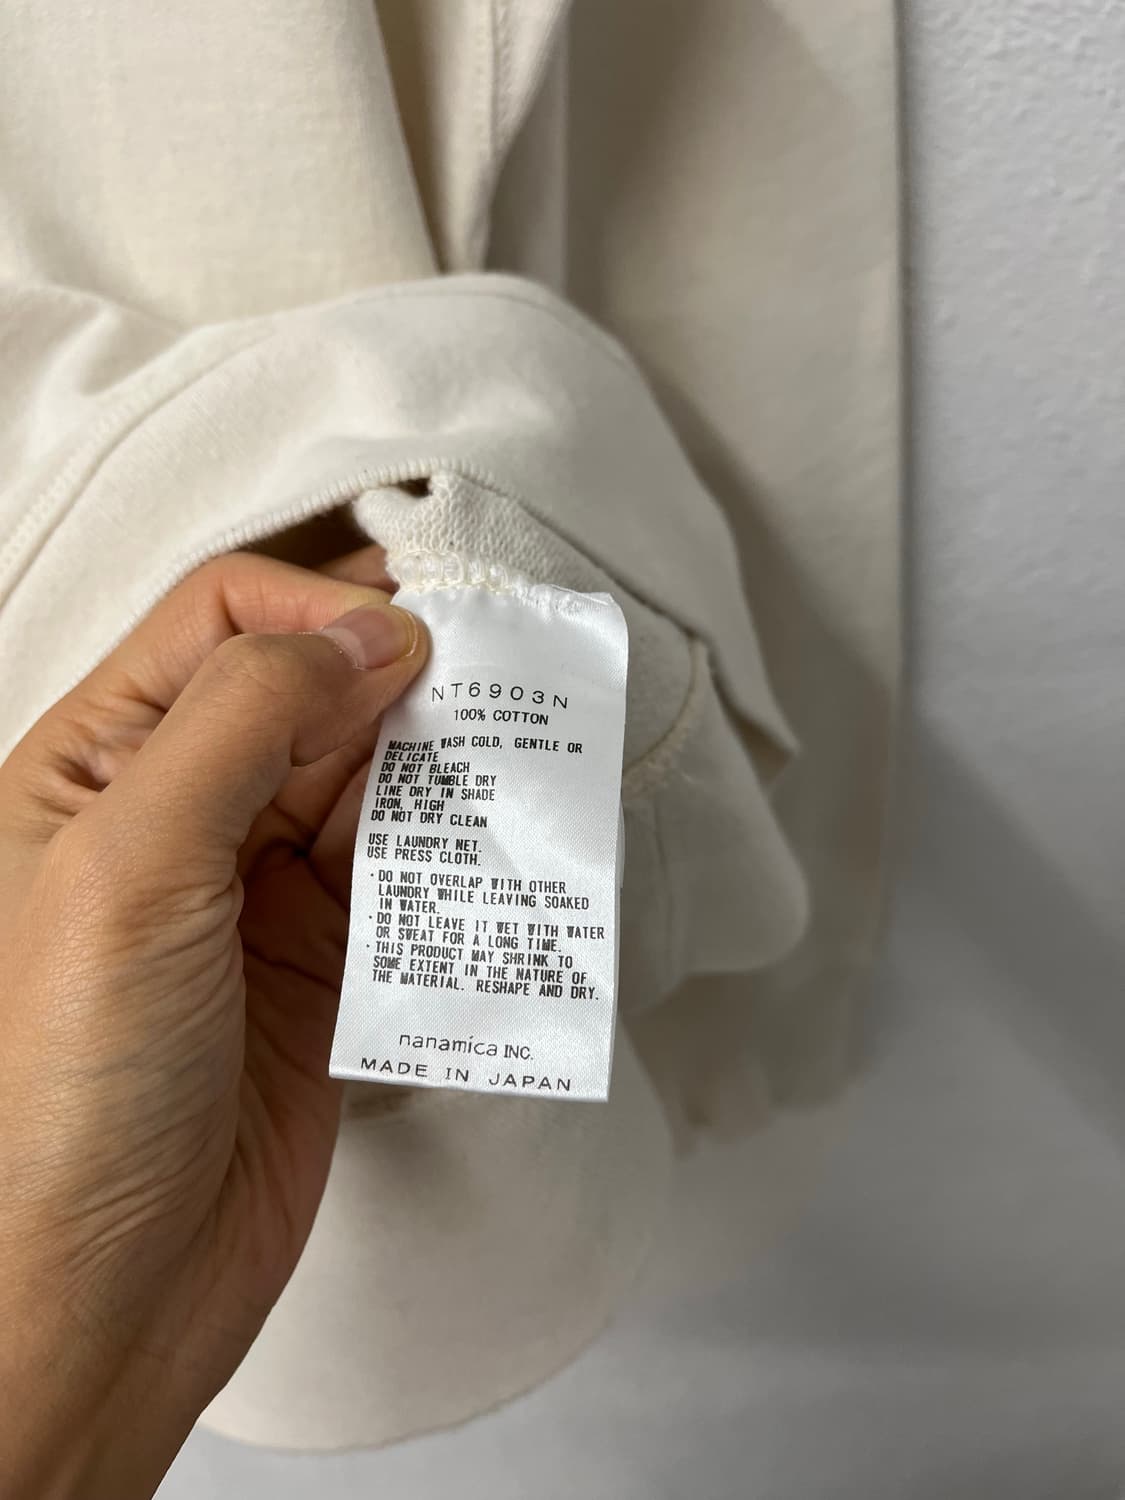 NT6903N
100% COTTON
MACHINE WASH COLD, GENTLE OR
DELICATE
DO NOT BLEACH
DO NOT TUMBLE DRY
LINE DRY IN SHADE
IRON, HIGH
DO NOT DRY CLEAN
USE LAUNDRY NET.
USE PRESS CLOTH.
・DO NOT OVERLAP WITH OTHER
LAUNDRY WHILE LEAVING SOAKED
IN WATER.
・DO NOT LEAVE IT WET WITH WATER
OR SWEAT FOR A LONG TIME.
・THIS PRODUCT MAY SHRINK TO
SOME EXTENT IN THE NATURE OF
THE MATERIAL. RESHAPE AND DRY.
nanamica INC.
MADE IN JAPAN